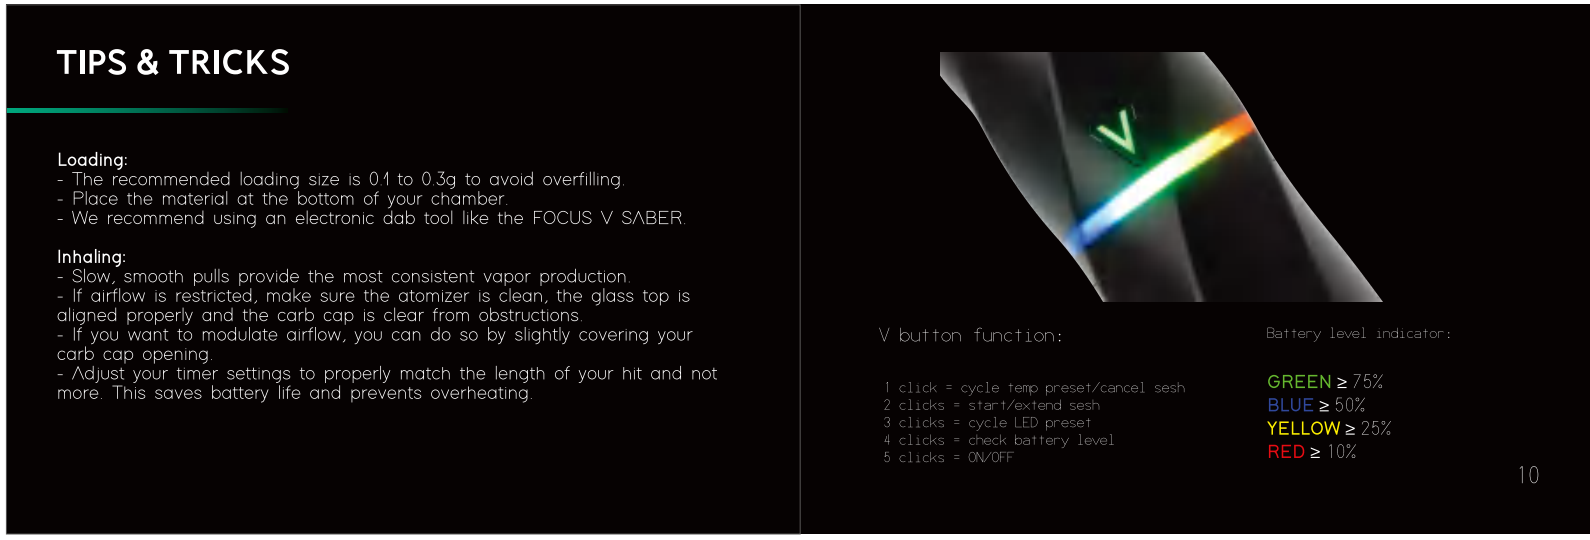 TIPS & TRICKS
Loading:
- The recommended loading size is 0.1 to 0.3g to avoid overfilling.
- Place the material at the bottom of your chamber.
- We recommend using an electronic dab tool like the FOCUS V SABER.
Inhaling:
- Slow, smooth pulls provide the most consistent vapor production.
- If airflow is restricted, make sure the atomizer is clean, the glass top is
aligned properly and the carb cap is clear from obstructions.
- If you want to modulate airflow, you can do so by slightly covering your
carb cap opening.
- Adjust your timer settings to properly match the length of your hit and not
more. This saves battery life and prevents overheating.
V
V button function:
1 click = cycle temp preset/cancel sesh
2 clicks = start/extend sesh
3 clicks = cycle LED preset
4 clicks = check battery level
5 clicks = ON/OFF
Battery level indicator:
GREEN ≥ 75%
BLUE ≥ 50%
YELLOW ≥ 25%
RED ≥ 10%
10